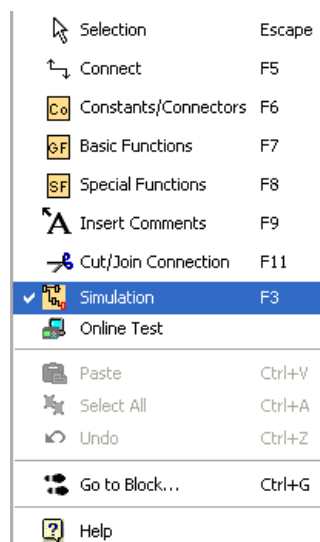 Selection Escape
Connect F5
Co Constants/Connectors F6
GF Basic Functions F7
SF Special Functions F8
A Insert Comments F9
Cut/Join Connection F11
Simulation F3
Online Test
Paste Ctrl+V
Select All Ctrl+A
Undo Ctrl+Z
Go to Block... Ctrl+G
? Help